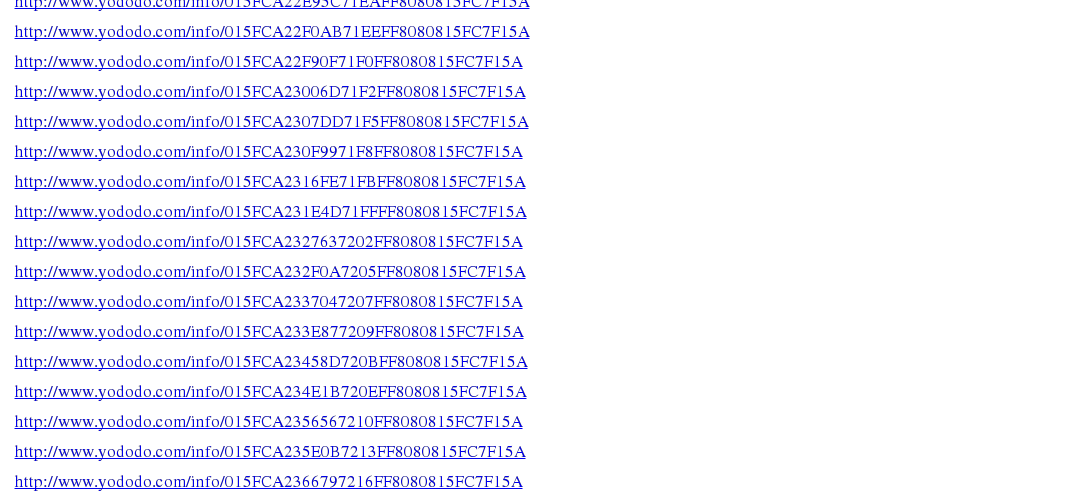 http://www.yododo.com/info/015FCA22E95C71EAFF8080815FC7F15A
http://www.yododo.com/info/015FCA22F0AB71EEFF8080815FC7F15A
http://www.yododo.com/info/015FCA22F90F71F0FF8080815FC7F15A
http://www.yododo.com/info/015FCA23006D71F2FF8080815FC7F15A
http://www.yododo.com/info/015FCA2307DD71F5FF8080815FC7F15A
http://www.yododo.com/info/015FCA230F9971F8FF8080815FC7F15A
http://www.yododo.com/info/015FCA2316FE71FBFF8080815FC7F15A
http://www.yododo.com/info/015FCA231E4D71FFFF8080815FC7F15A
http://www.yododo.com/info/015FCA2327637202FF8080815FC7F15A
http://www.yododo.com/info/015FCA232F0A7205FF8080815FC7F15A
http://www.yododo.com/info/015FCA2337047207FF8080815FC7F15A
http://www.yododo.com/info/015FCA233E877209FF8080815FC7F15A
http://www.yododo.com/info/015FCA23458D720BFF8080815FC7F15A
http://www.yododo.com/info/015FCA234E1B720EFF8080815FC7F15A
http://www.yododo.com/info/015FCA2356567210FF8080815FC7F15A
http://www.yododo.com/info/015FCA235E0B7213FF8080815FC7F15A
http://www.yododo.com/info/015FCA2366797216FF8080815FC7F15A